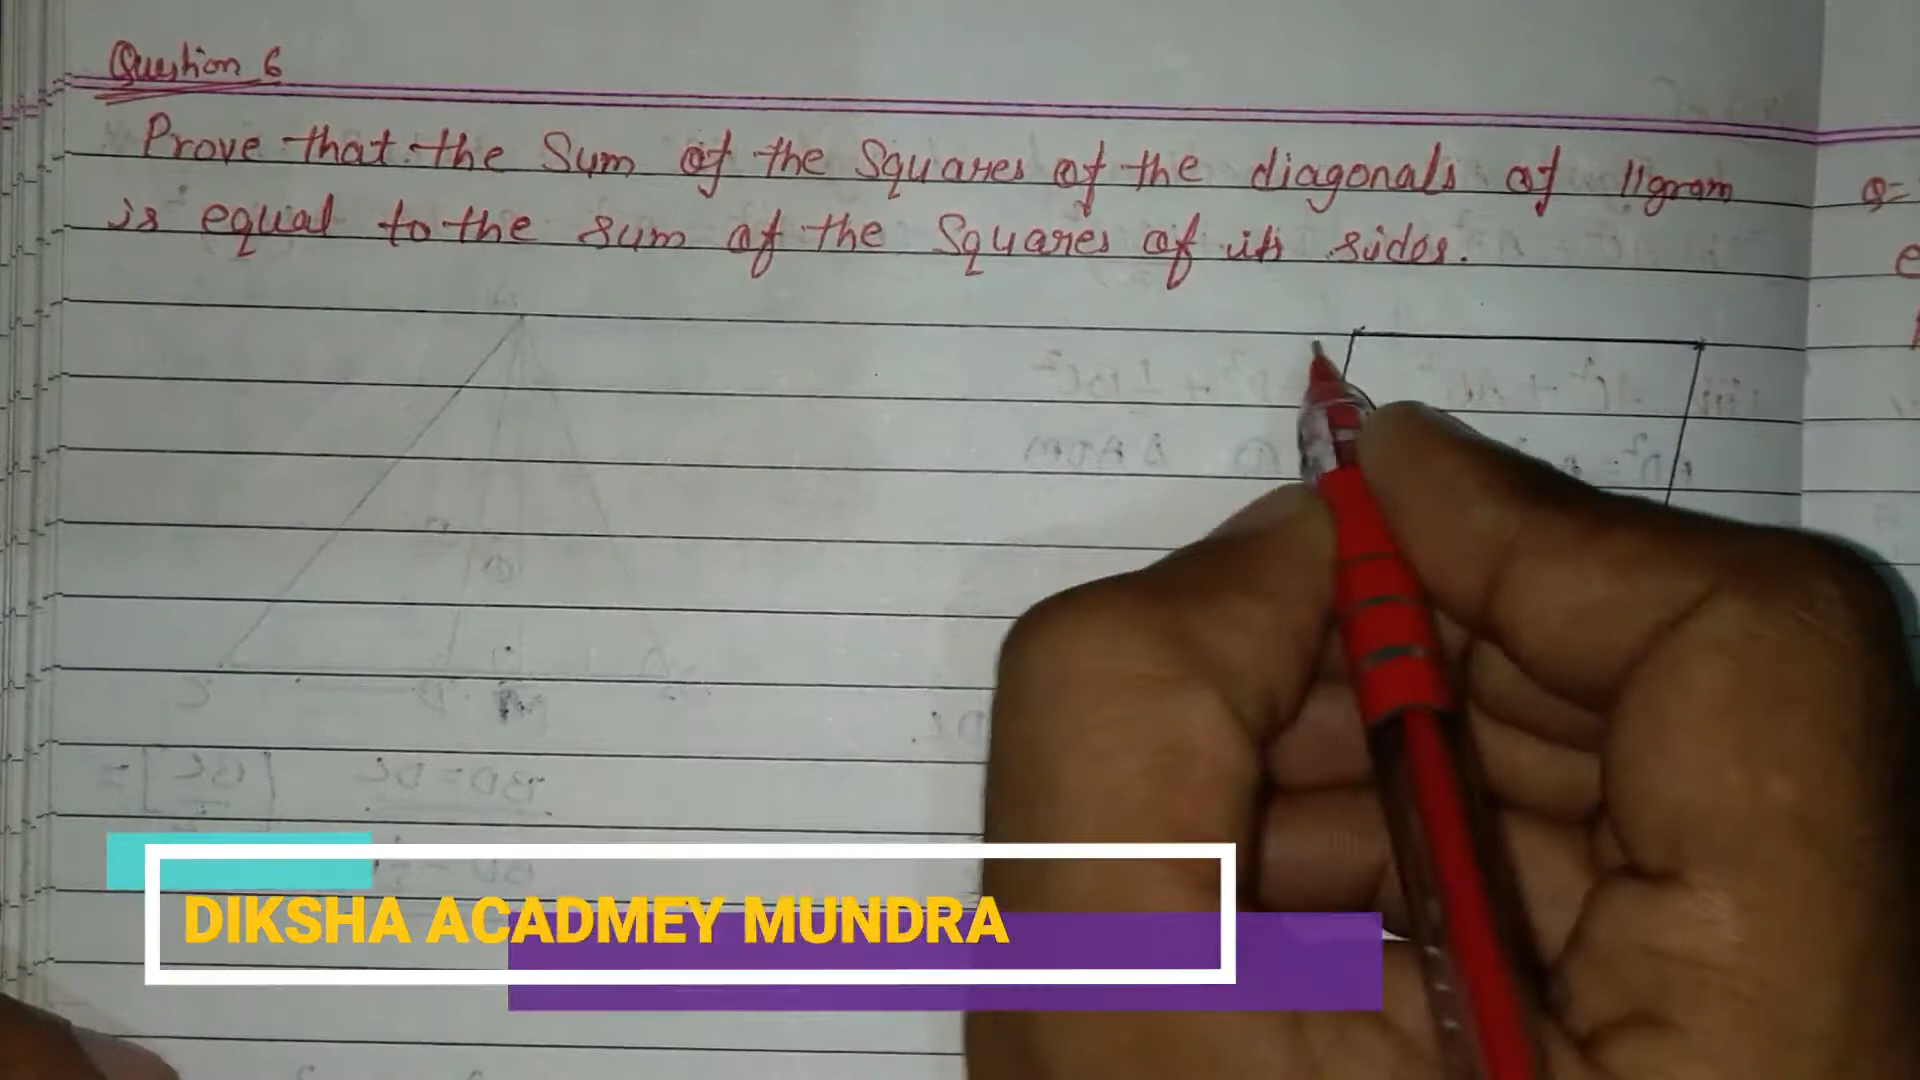 Question 6
Prove that the Sum of the Squares of the diagonals of ||gram
is equal to the sum of the Squares of its sides.
Q=
e
DIKSHA ACADMEY MUNDRA